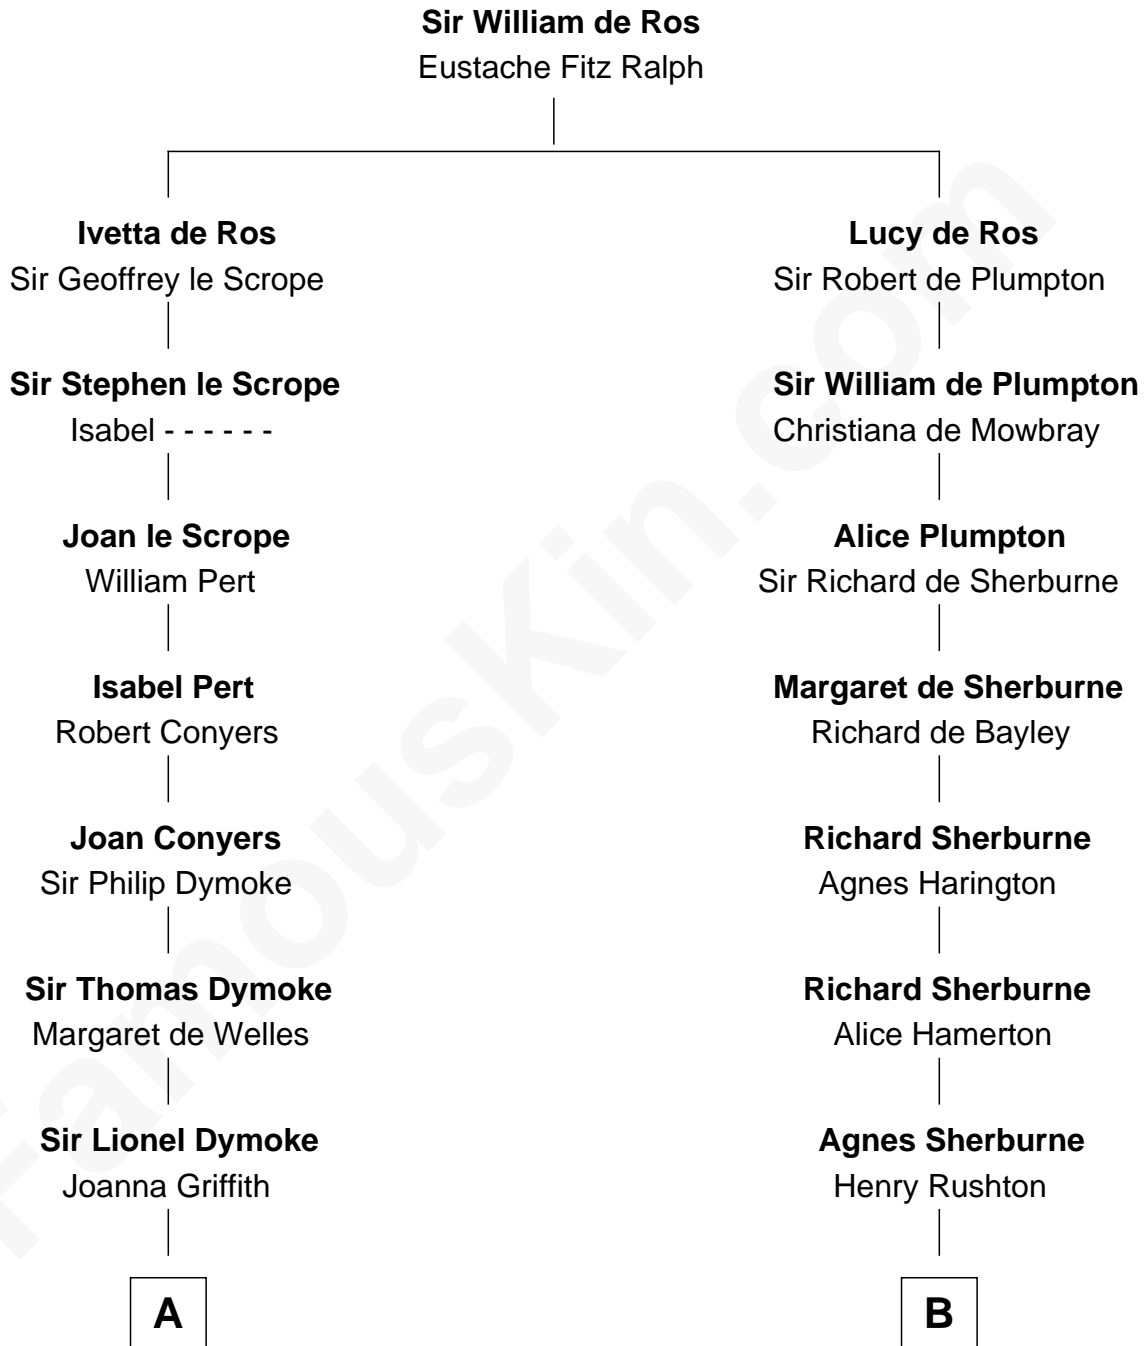 Sir William de Ros
Eustache Fitz Ralph
Ivetta de Ros
Sir Geoffrey le Scrope
Lucy de Ros
Sir Robert de Plumpton
Sir Stephen le Scrope
Isabel - - - - - -
Sir William de Plumpton
Christiana de Mowbray
Joan le Scrope
William Pert
Alice Plumpton
Sir Richard de Sherburne
Isabel Pert
Robert Conyers
Margaret de Sherburne
Richard de Bayley
Joan Conyers
Sir Philip Dymoke
Richard Sherburne
Agnes Harington
Sir Thomas Dymoke
Margaret de Welles
Richard Sherburne
Alice Hamerton
Sir Lionel Dymoke
Joanna Griffith
Agnes Sherburne
Henry Rushton
A
B
FamousKin.com